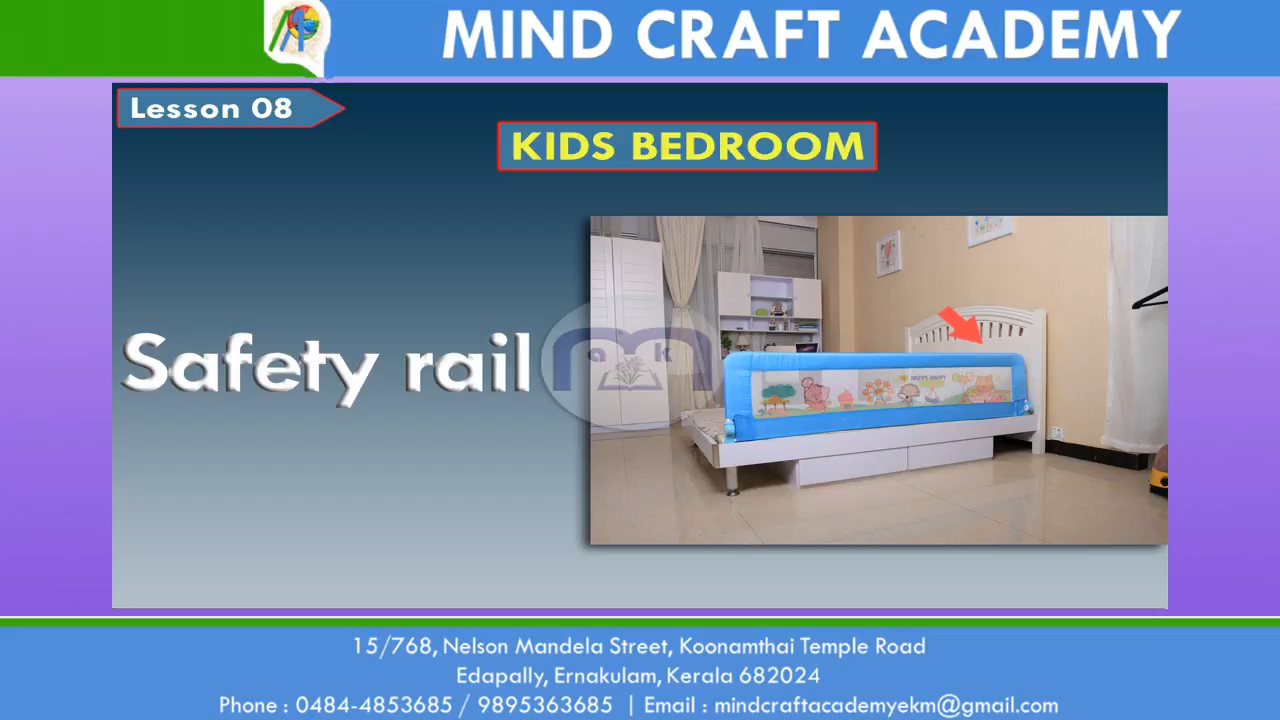 MIND CRAFT ACADEMY
Lesson 08
KIDS BEDROOM
Safety rail
a k
HAPPY HAPPY
15/768, Nelson Mandela Street, Koonamthai Temple Road
Edapally, Ernakulam, Kerala 682024
Phone : 0484-4853685 / 9895363685 | Email : mindcraftacademyekm@gmail.com